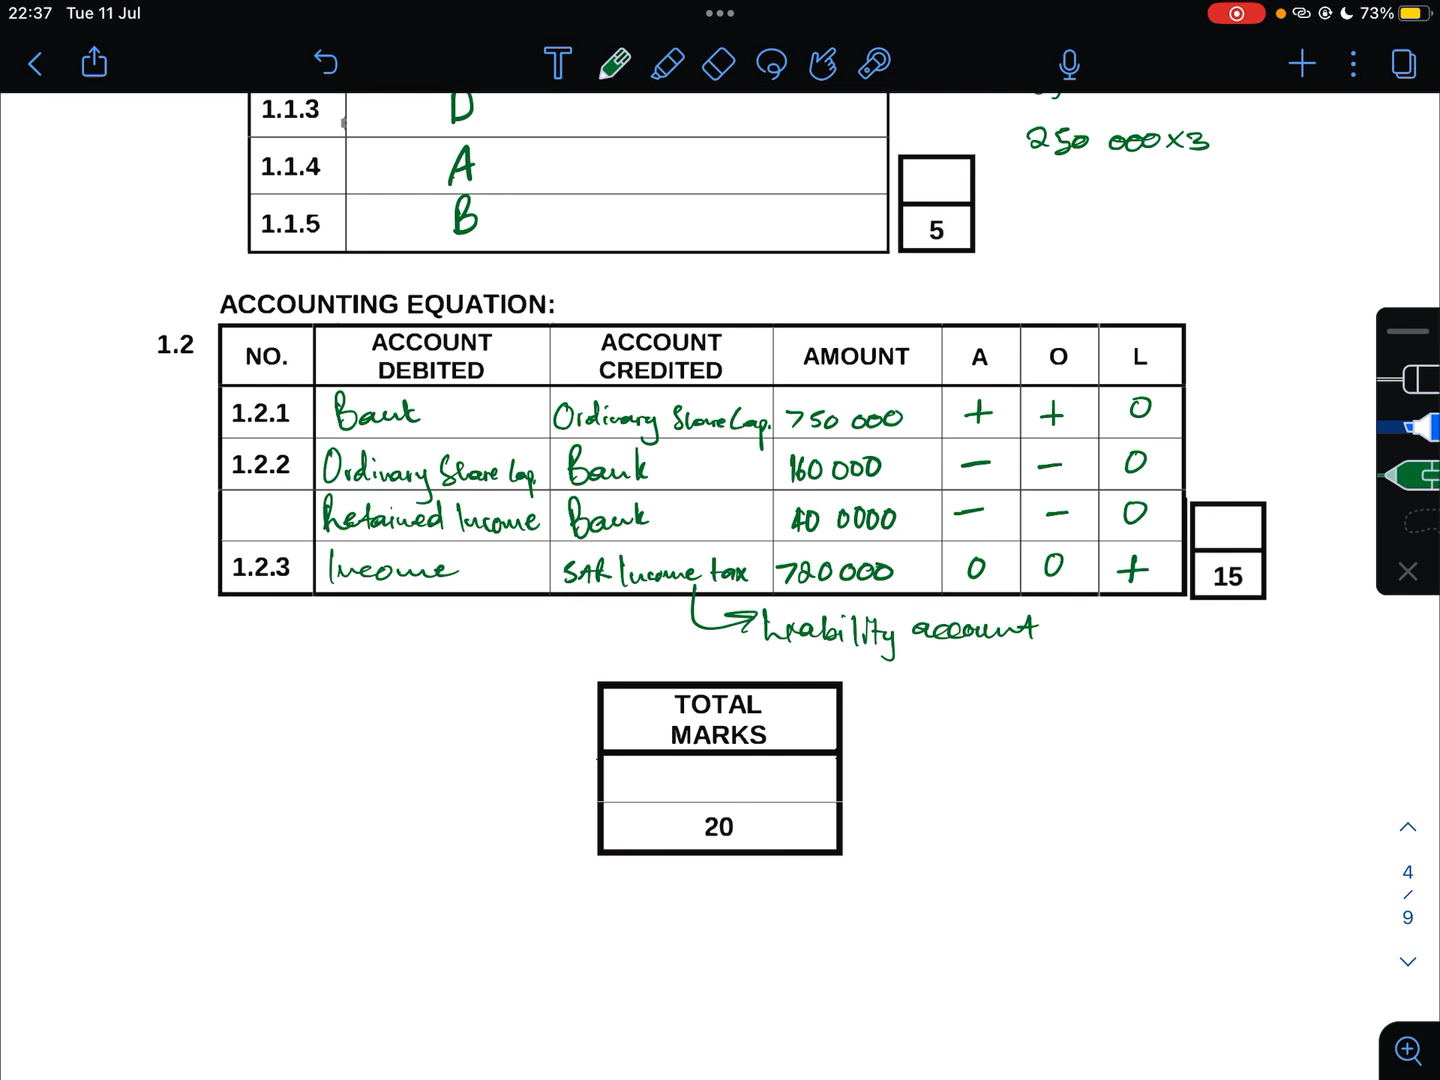 22:37 Tue 11 Jul
73%
1.1.3 D
250 000 x 3
1.1.4 A
1.1.5 B
5
ACCOUNTING EQUATION:
1.2
NO. ACCOUNT DEBITED ACCOUNT CREDITED AMOUNT A O L
1.2.1 Bank Ordinary Share Cap. 750 000 + + 0
1.2.2 Ordinary Share Cap. Bank 160 000 - - 0
Retained Income Bank 40 0000 - - 0
1.2.3 Income SAR Income tax 720 000 0 0 +
15
Liability account
TOTAL
MARKS
20
4
/
9